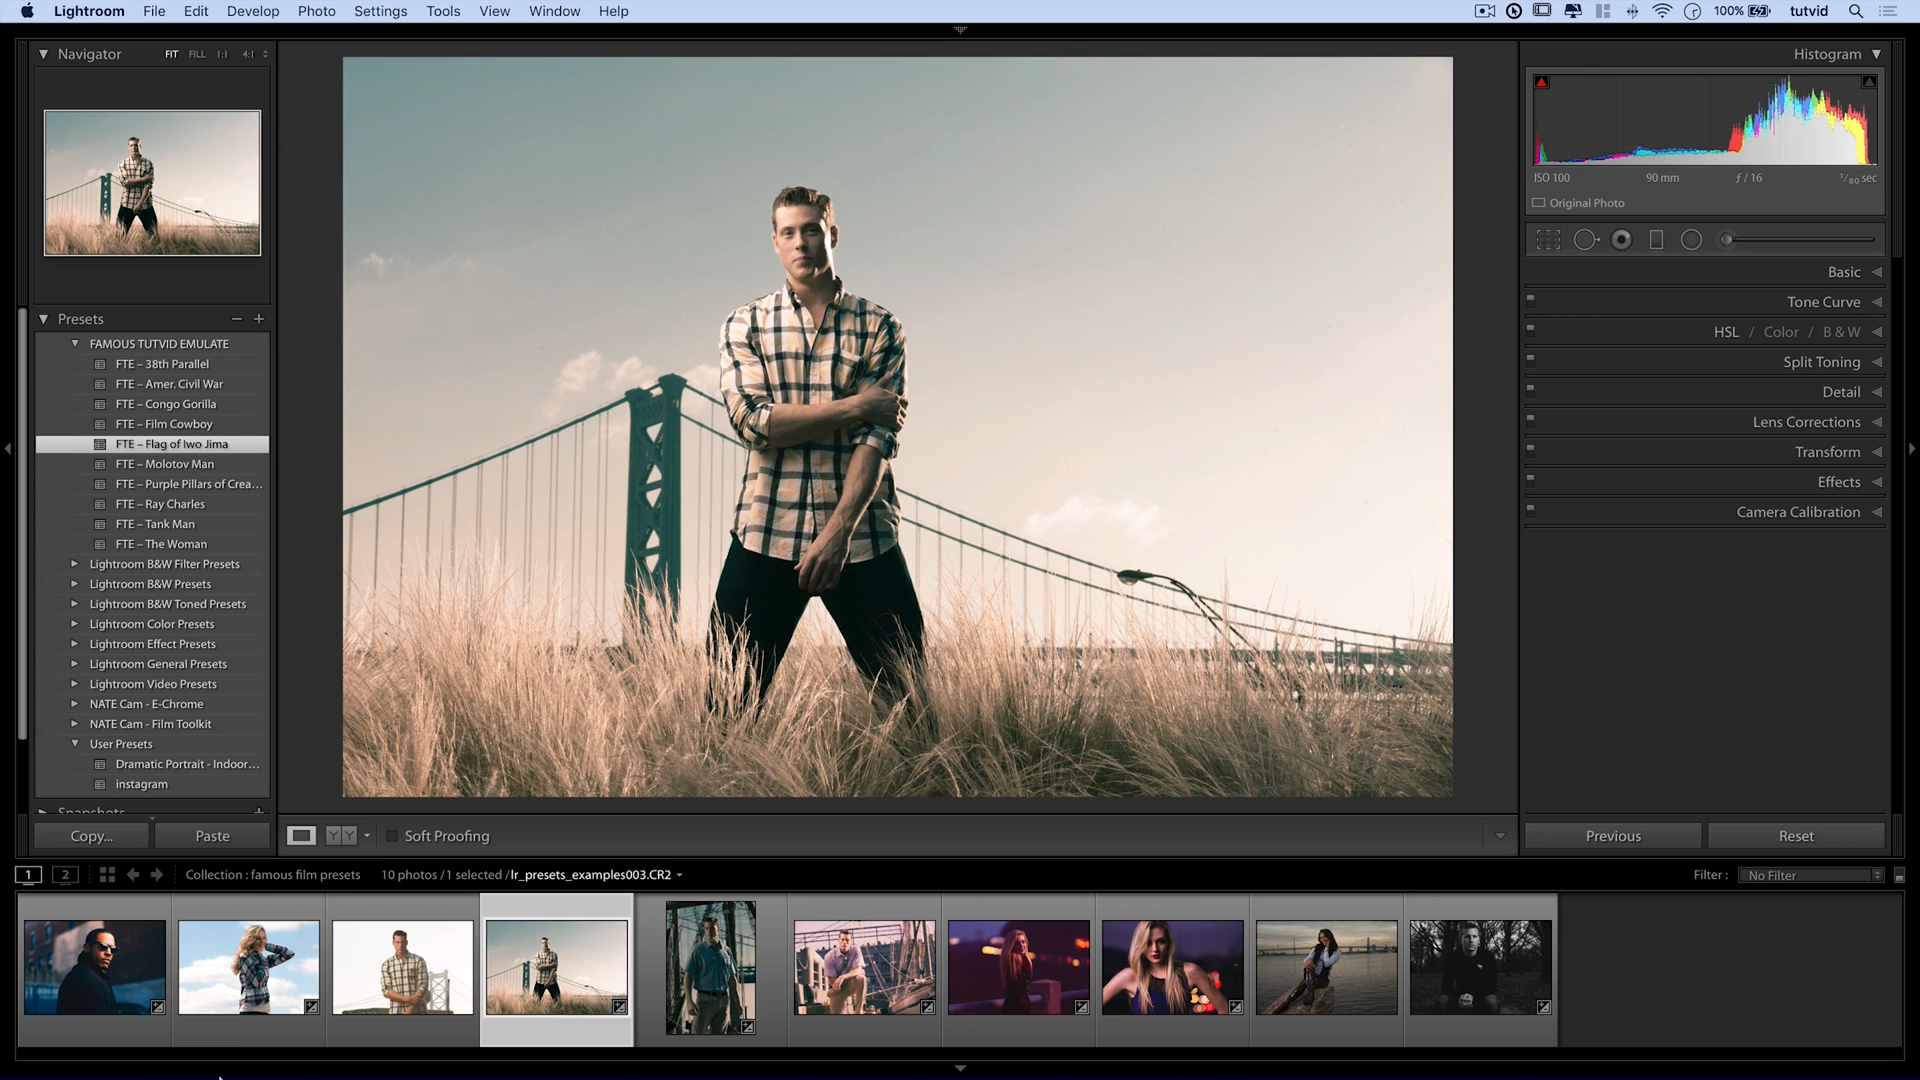 Lightroom File Edit Develop Photo Settings Tools View Window Help 100% tutvid
Navigator FIT FILL 1:1 4:1
Presets
FAMOUS TUTVID EMULATE
FTE – 38th Parallel
FTE – Amer. Civil War
FTE – Congo Gorilla
FTE – Film Cowboy
FTE – Flag of Iwo Jima
FTE – Molotov Man
FTE – Purple Pillars of Crea...
FTE – Ray Charles
FTE – Tank Man
FTE – The Woman
Lightroom B&W Filter Presets
Lightroom B&W Presets
Lightroom B&W Toned Presets
Lightroom Color Presets
Lightroom Effect Presets
Lightroom General Presets
Lightroom Video Presets
NATE Cam - E-Chrome
NATE Cam - Film Toolkit
User Presets
Dramatic Portrait - Indoor...
instagram
Snapshots
Copy... Paste
YY Soft Proofing
Histogram
ISO 100 90 mm ƒ / 16 1/80 sec
Original Photo
Basic
Tone Curve
HSL / Color / B & W
Split Toning
Detail
Lens Corrections
Transform
Effects
Camera Calibration
Previous Reset
1 2 Collection : famous film presets 10 photos / 1 selected / lr_presets_examples003.CR2 Filter : No Filter